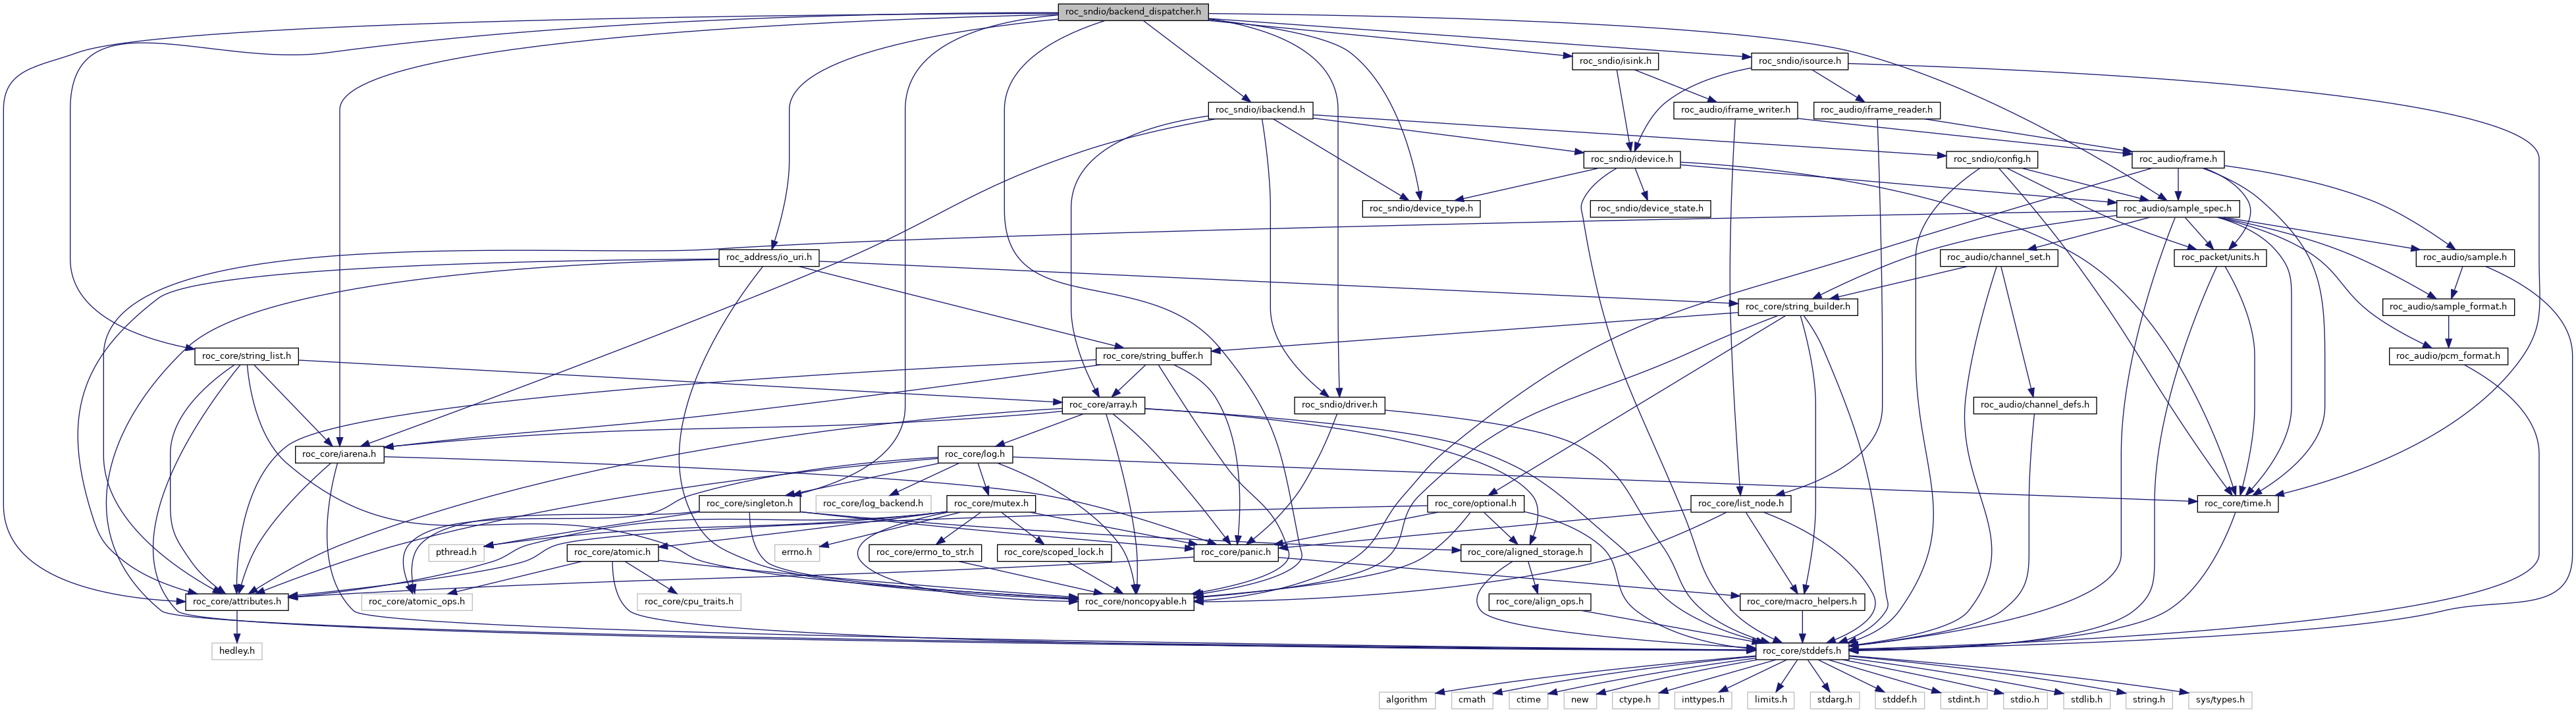 roc_sndio/backend_dispatcher.h
roc_sndio/isink.h
roc_sndio/isource.h
roc_sndio/ibackend.h
roc_audio/iframe_writer.h
roc_audio/iframe_reader.h
roc_sndio/idevice.h
roc_sndio/config.h
roc_audio/frame.h
roc_sndio/device_type.h
roc_sndio/device_state.h
roc_audio/sample_spec.h
roc_address/io_uri.h
roc_audio/channel_set.h
roc_packet/units.h
roc_audio/sample.h
roc_core/string_builder.h
roc_audio/sample_format.h
roc_core/string_list.h
roc_core/string_buffer.h
roc_audio/pcm_format.h
roc_core/array.h
roc_sndio/driver.h
roc_audio/channel_defs.h
roc_core/iarena.h
roc_core/log.h
roc_core/singleton.h
roc_core/log_backend.h
roc_core/mutex.h
roc_core/optional.h
roc_core/list_node.h
roc_core/time.h
pthread.h
roc_core/atomic.h
errno.h
roc_core/errno_to_str.h
roc_core/scoped_lock.h
roc_core/panic.h
roc_core/aligned_storage.h
roc_core/attributes.h
roc_core/atomic_ops.h
roc_core/cpu_traits.h
roc_core/noncopyable.h
roc_core/align_ops.h
roc_core/macro_helpers.h
hedley.h
roc_core/stddefs.h
algorithm
cmath
ctime
new
ctype.h
inttypes.h
limits.h
stdarg.h
stddef.h
stdint.h
stdio.h
stdlib.h
string.h
sys/types.h